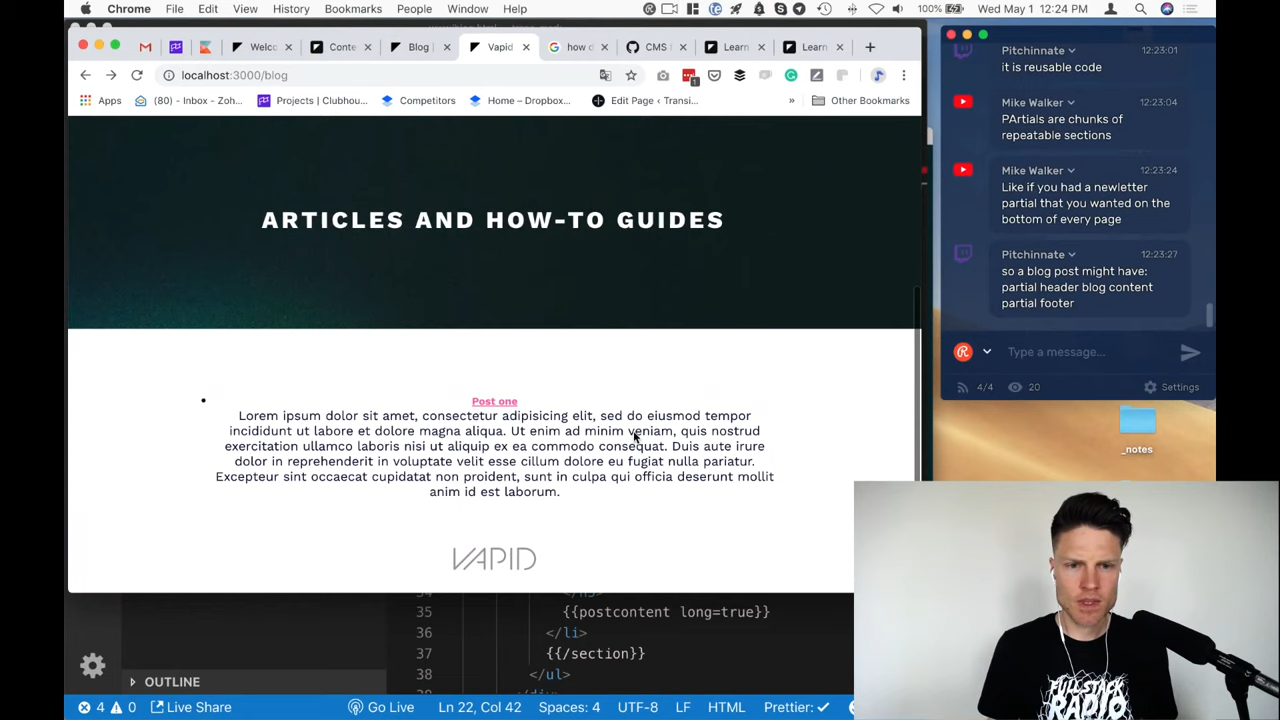 Chrome File Edit View History Bookmarks People Window Help
100% Wed May 1 12:24 PM
Welco
Conte
Blog
Vapid
how d
CMS
Learn
Learn
localhost:3000/blog
Apps (80) - Inbox - Zoh... Projects | Clubhou... Competitors Home – Dropbox... Edit Page ‹ Transi... » Other Bookmarks
ARTICLES AND HOW-TO GUIDES
Post one
Lorem ipsum dolor sit amet, consectetur adipisicing elit, sed do eiusmod tempor
incididunt ut labore et dolore magna aliqua. Ut enim ad minim veniam, quis nostrud
exercitation ullamco laboris nisi ut aliquip ex ea commodo consequat. Duis aute irure
dolor in reprehenderit in voluptate velit esse cillum dolore eu fugiat nulla pariatur.
Excepteur sint occaecat cupidatat non proident, sunt in culpa qui officia deserunt mollit
anim id est laborum.
VAPID
Pitchinnate 12:23:01
it is reusable code
Mike Walker 12:23:04
PArtials are chunks of
repeatable sections
Mike Walker 12:23:24
Like if you had a newletter
partial that you wanted on the
bottom of every page
Pitchinnate 12:23:27
so a blog post might have:
partial header blog content
partial footer
Type a message...
4/4 20 Settings
_notes
35 {{postcontent long=true}}
36 </li>
37 {{/section}}
38 </ul>
OUTLINE
4 0 Live Share Go Live Ln 22, Col 42 Spaces: 4 UTF-8 LF HTML Prettier: ✓
FULLSTACK
RADIO